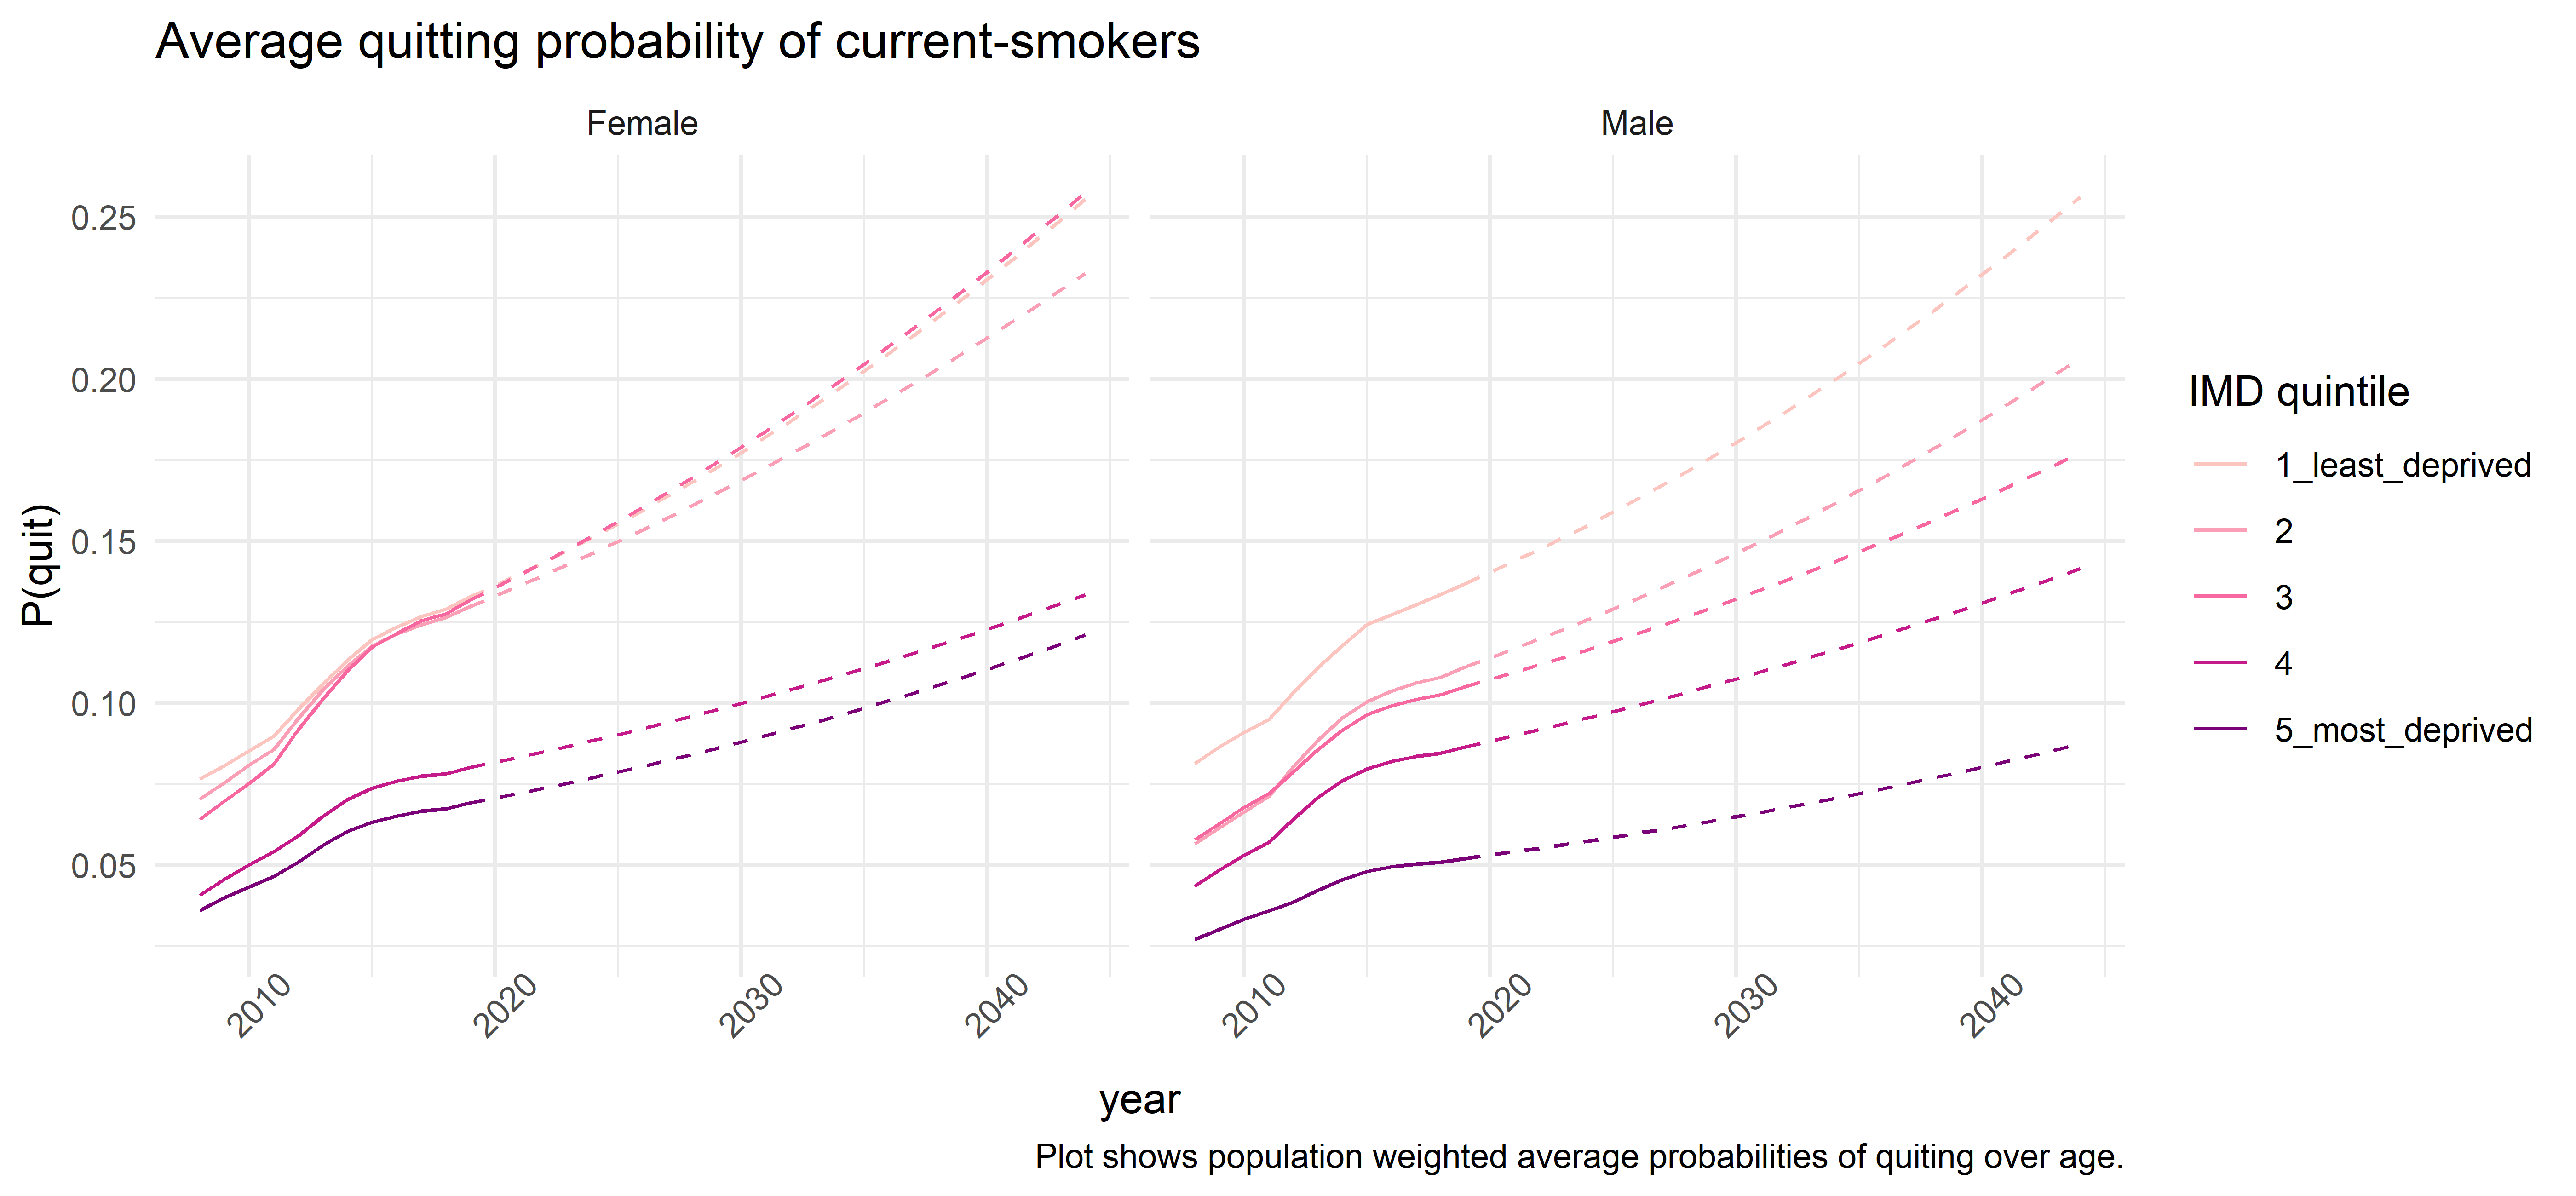 Average quitting probability of current-smokers
Female
Male
0.25
0.20
0.15
0.10
0.05
P(quit)
2010
2020
2030
2040
2010
2020
2030
2040
year
IMD quintile
1_least_deprived
2
3
4
5_most_deprived
Plot shows population weighted average probabilities of quiting over age.